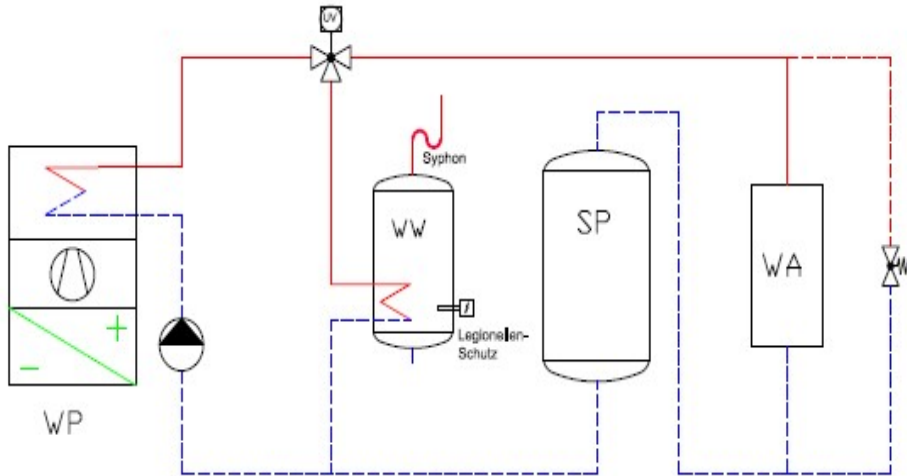 UV
Syphon
WW
SP
WA
Legionellen-
Schutz
+
-
WP